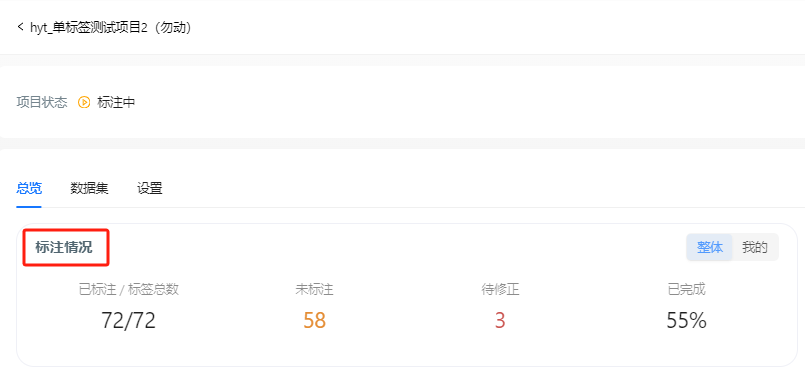 < hyt_单标签测试项目2（勿动）
项目状态 标注中
总览 数据集 设置
标注情况 整体 我的
已标注 / 标签总数 未标注 待修正 已完成
72/72 58 3 55%